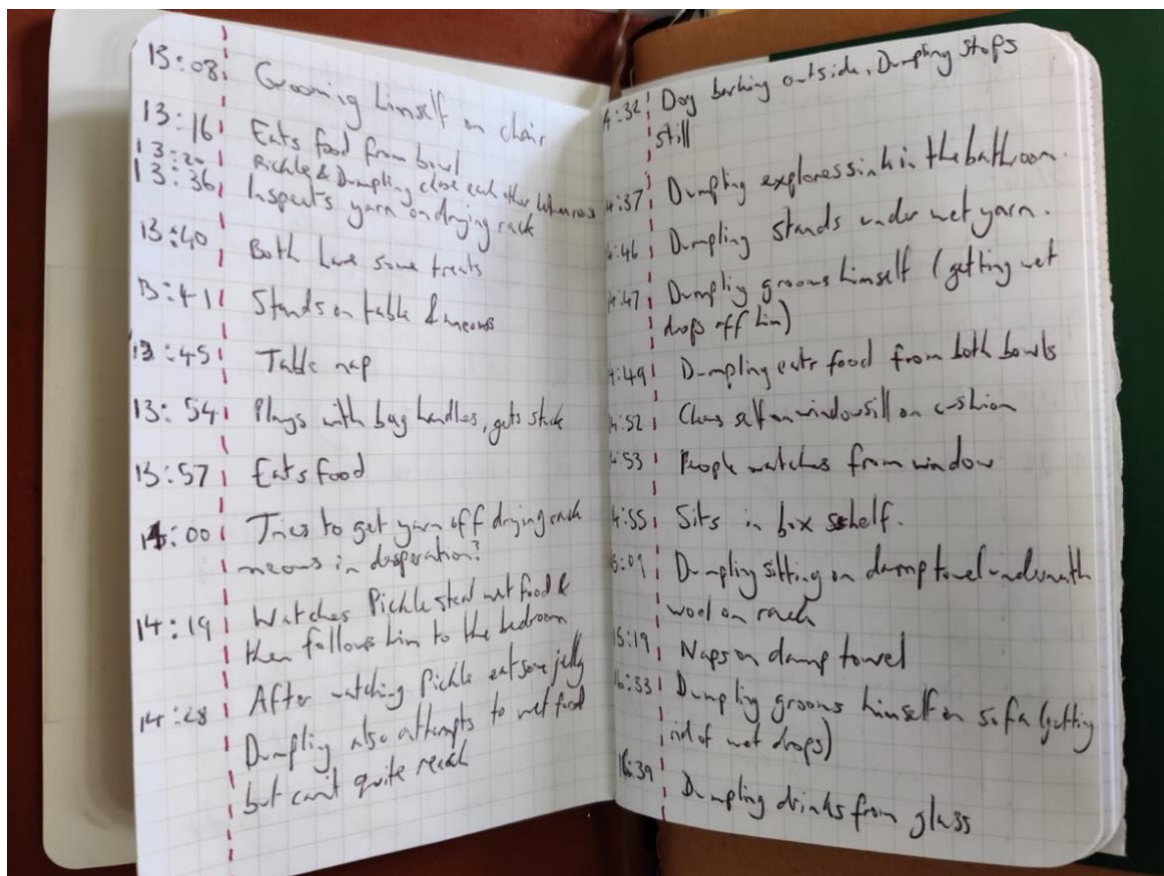 13:08 Grooming himself on chair
13:16 Eats food from bowl
13:20 Pickle & Dumpling chase each other
13:36 Inspects yarn on drying rack
13:40 Both have some treats
13:41 Stands on table & meows
13:45 Table nap
13:54 Plays with bag handles, gets stuck
13:57 Eats food
14:00 Tries to get yarn off drying rack
meows in desperation?
14:19 Watches Pickle steal wet food &
then follows him to the bedroom
14:28 After watching Pickle eat some jelly
Dumpling also attempts to wet food
but can't quite reach
4:32 Dog barking outside, Dumpling stops
still
4:37 Dumpling explores sink in the bathroom.
4:46 Dumpling stands under wet yarn.
4:47 Dumpling grooms himself (getting wet
drops off him)
4:49 Dumpling eats food from both bowls
4:52 Cleans self on windowsill on cushion
4:53 People watches from window
4:55 Sits in box shelf.
5:09 Dumpling sitting on damp towel underneath
wool on rack
15:19 Naps on damp towel
16:33 Dumpling grooms himself on sofa (getting
rid of wet drops)
16:39 Dumpling drinks from glass